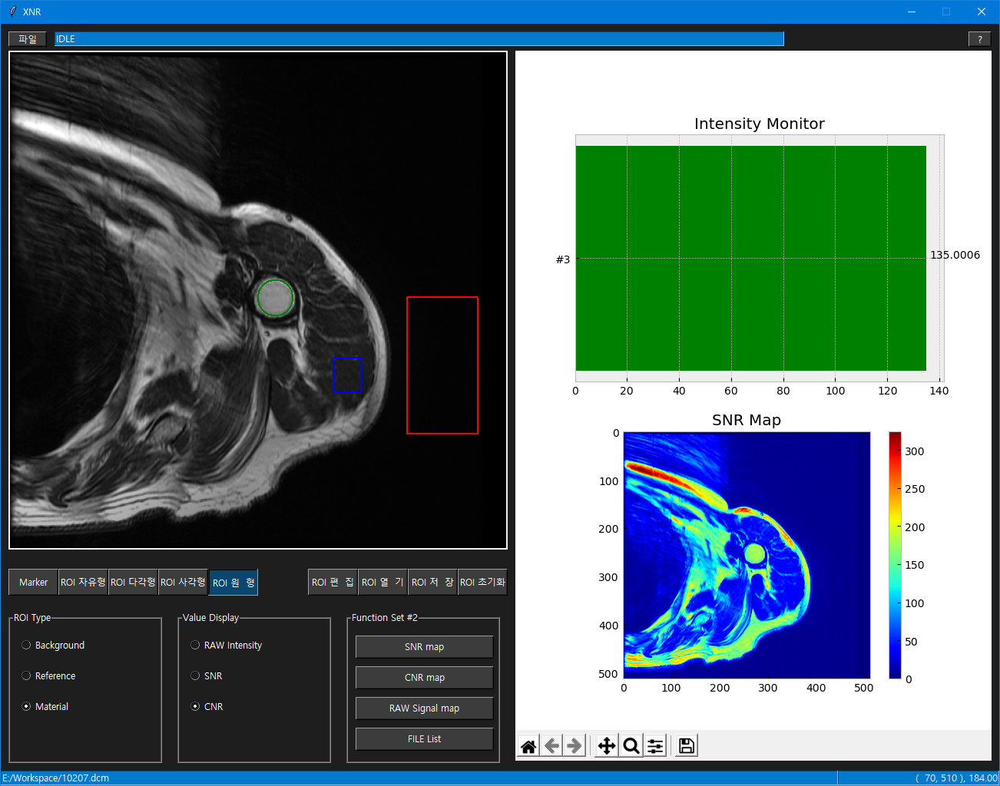 XNR
파일
IDLE
?
Intensity Monitor
#3
135.0006
0 20 40 60 80 100 120 140
SNR Map
0
100
200
300
400
500
0 100 200 300 400 500
300
250
200
150
100
50
0
Marker
ROI 자유형
ROI 다각형
ROI 사각형
ROI 원 형
ROI 편 집
ROI 열 기
ROI 저 장
ROI 초기화
ROI Type
Background
Reference
Material
Value Display
RAW Intensity
SNR
CNR
Function Set #2
SNR map
CNR map
RAW Signal map
FILE List
E:/Workspace/10207.dcm
( 70, 510 ), 184.00